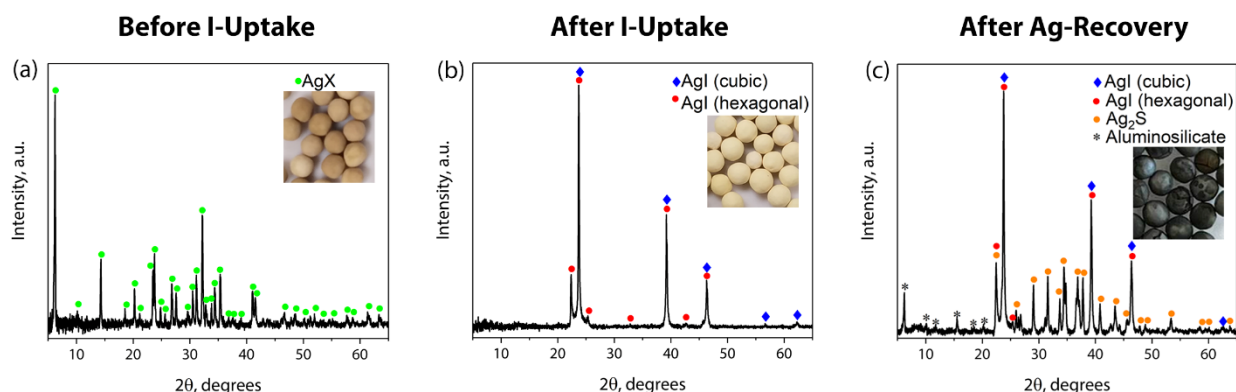 Before I-Uptake
After I-Uptake
After Ag-Recovery
(a)
AgX
Intensity, a.u.
10 20 30 40 50 60
2θ, degrees
(b)
AgI (cubic)
AgI (hexagonal)
Intensity, a.u.
10 20 30 40 50 60
2θ, degrees
(c)
AgI (cubic)
AgI (hexagonal)
Ag₂S
* Aluminosilicate
Intensity, a.u.
* * * * * *
10 20 30 40 50 60
2θ, degrees